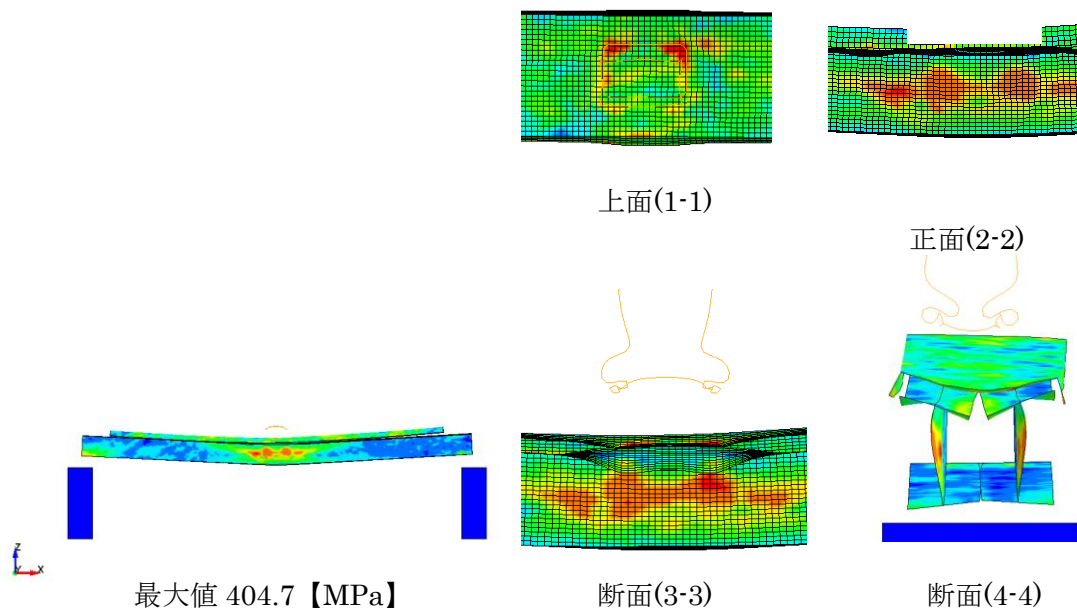 上面(1-1)
正面(2-2)
Z
Y
X
最大値 404.7【MPa】
断面(3-3)
断面(4-4)